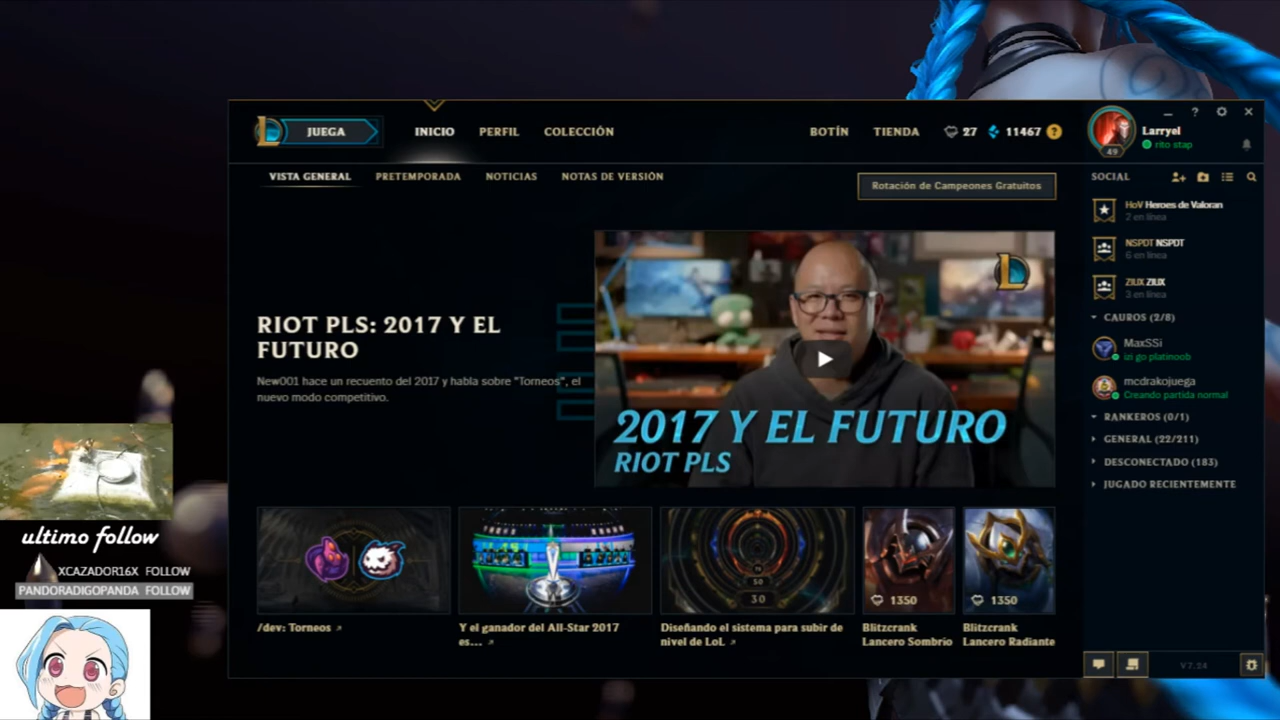 JUEGA
INICIO
PERFIL
COLECCIÓN
BOTÍN
TIENDA
27
11467
?
?
Larryel
rito stap
49
VISTA GENERAL
PRETEMPORADA
NOTICIAS
NOTAS DE VERSIÓN
Rotación de Campeones Gratuitos
SOCIAL
HoV Heroes de Valoran
2 en línea
NSPDT NSPDT
6 en línea
ZILIX ZILIX
3 en línea
CAUROS (2/8)
MaxSSi
izi go platinoob
mcdrakojuega
Creando partida normal
RANKEROS (0/1)
GENERAL (22/211)
DESCONECTADO (183)
JUGADO RECIENTEMENTE
RIOT PLS: 2017 Y EL
FUTURO
New001 hace un recuento del 2017 y habla sobre "Torneos", el
nuevo modo competitivo.
2017 Y EL FUTURO
RIOT PLS
50
30
1350
1350
/dev: Torneos
Y el ganador del All-Star 2017
es...
Diseñando el sistema para subir de
nivel de LoL
Blitzcrank
Lancero Sombrío
Blitzcrank
Lancero Radiante
V7.24
ultimo follow
XCAZADOR16X FOLLOW
PANDORADIGOPANDA FOLLOW